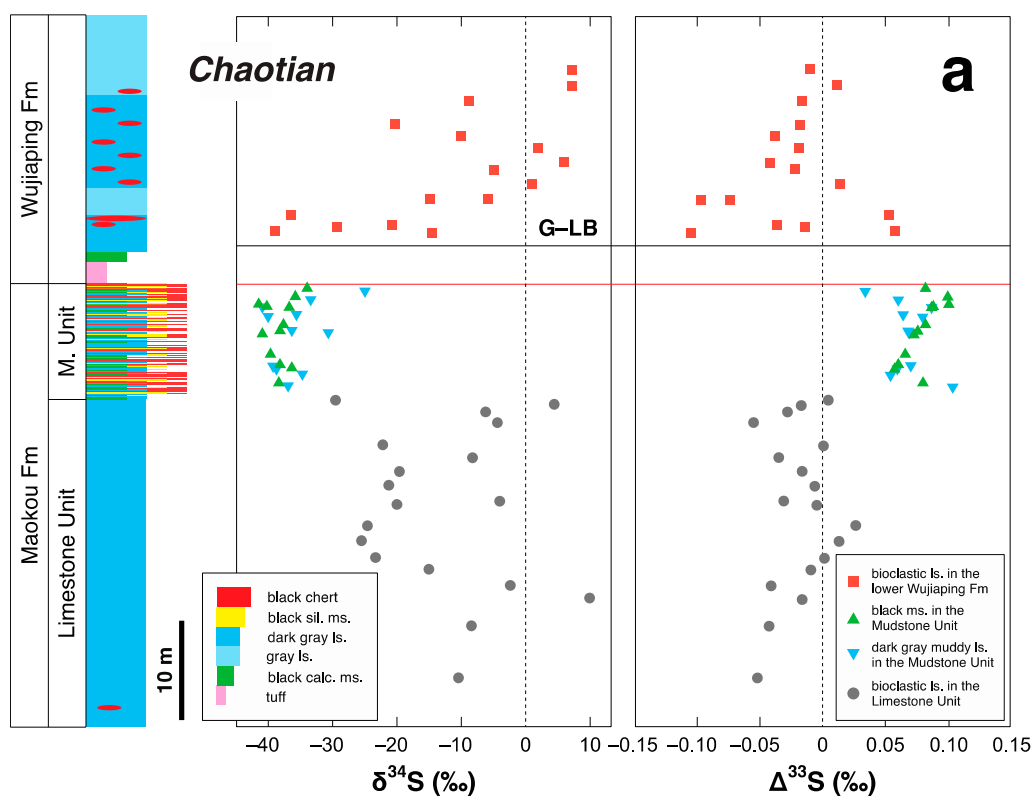 Chaotian
a
Wujiaping Fm
G–LB
M. Unit
Maokou Fm
Limestone Unit
10 m
black chert
black sil. ms.
dark gray ls.
gray ls.
black calc. ms.
tuff
bioclastic ls. in the
lower Wujiaping Fm
black ms. in the
Mudstone Unit
dark gray muddy ls.
in the Mudstone Unit
bioclastic ls. in the
Limestone Unit
–40 –30 –20 –10 0 10
–0.15 –0.10 –0.05 0 0.05 0.10 0.15
δ³⁴S (‰)
Δ³³S (‰)